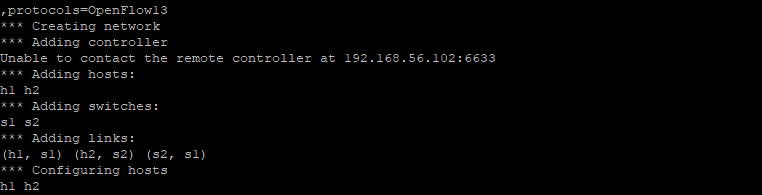 ,protocols=OpenFlow13
*** Creating network
*** Adding controller
Unable to contact the remote controller at 192.168.56.102:6633
*** Adding hosts:
h1 h2
*** Adding switches:
s1 s2
*** Adding links:
(h1, s1) (h2, s2) (s2, s1)
*** Configuring hosts
h1 h2